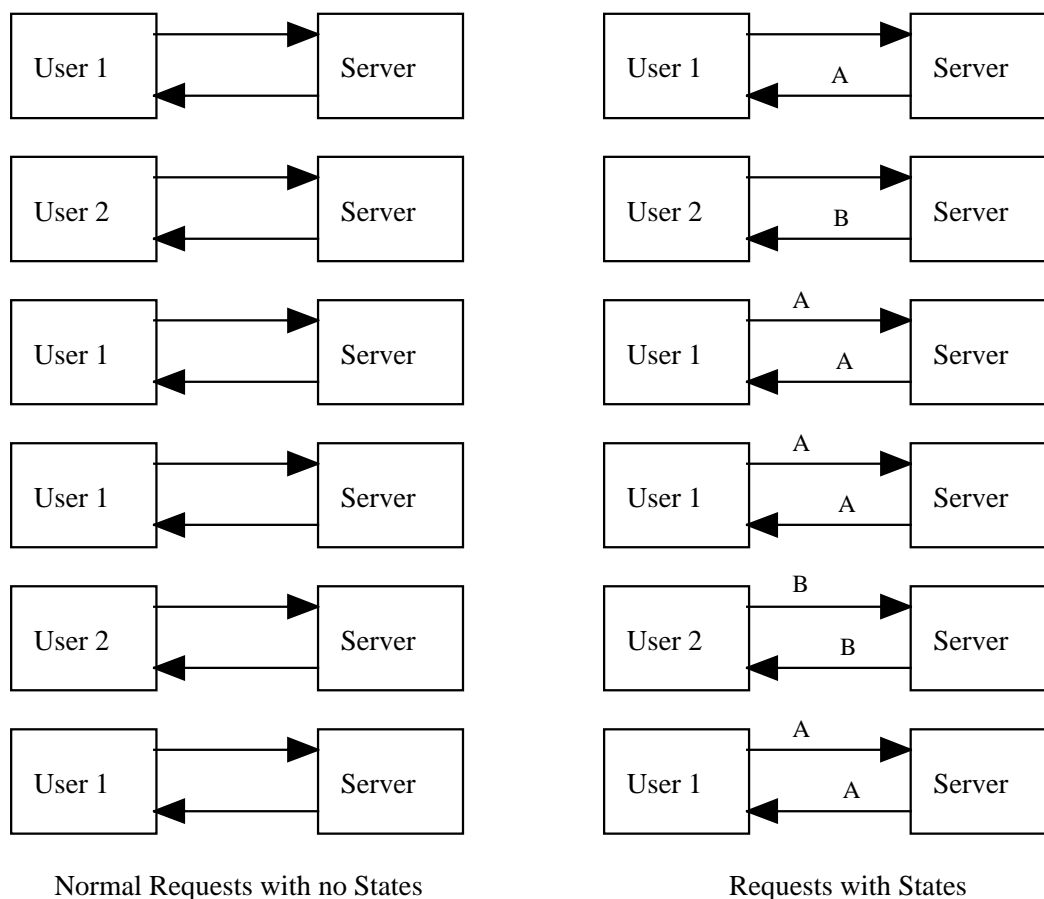 User 1
Server
User 1
A
Server
User 2
Server
User 2
B
Server
User 1
Server
A
User 1
A
Server
User 1
Server
A
User 1
A
Server
User 2
Server
B
User 2
B
Server
User 1
Server
A
User 1
A
Server
Normal Requests with no States
Requests with States